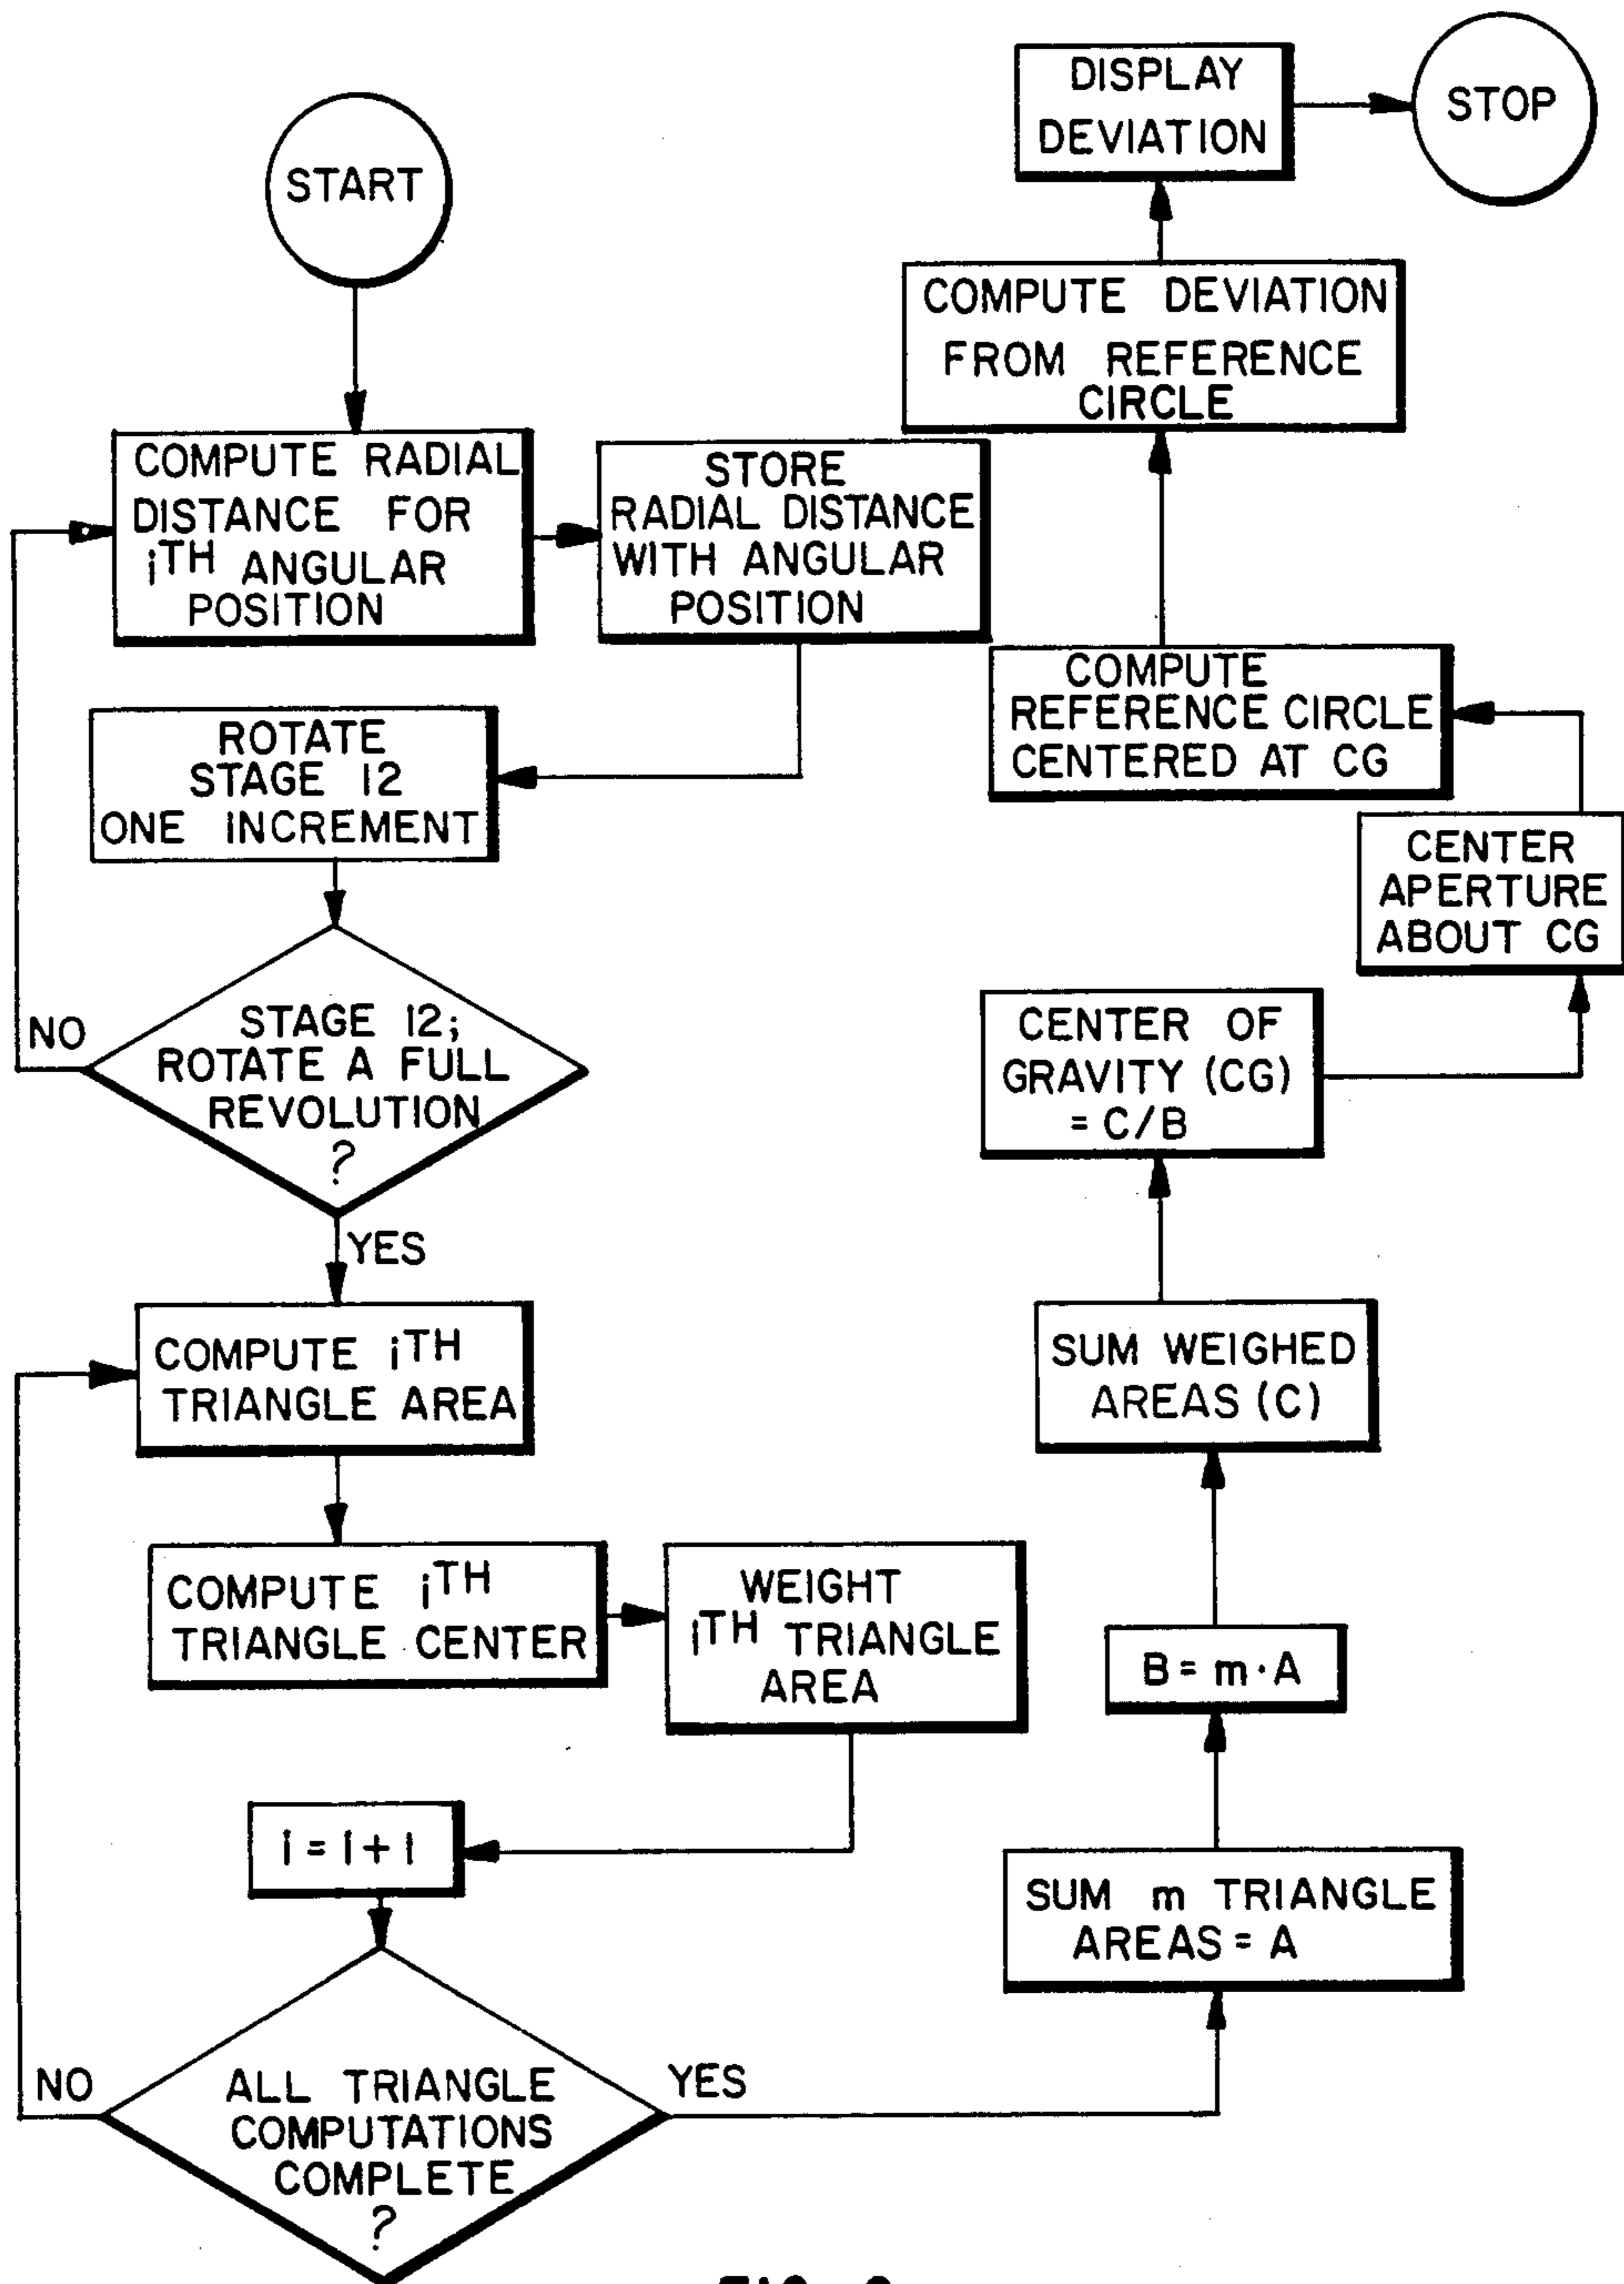 START
COMPUTE RADIAL
DISTANCE FOR
iTH ANGULAR
POSITION
STORE
RADIAL DISTANCE
WITH ANGULAR
POSITION
ROTATE
STAGE 12
ONE INCREMENT
STAGE 12;
ROTATE A FULL
REVOLUTION
?
NO
YES
COMPUTE iTH
TRIANGLE AREA
COMPUTE iTH
TRIANGLE CENTER
WEIGHT
iTH TRIANGLE
AREA
i = i + 1
ALL TRIANGLE
COMPUTATIONS
COMPLETE
?
NO
YES
SUM m TRIANGLE
AREAS = A
B = m · A
SUM WEIGHED
AREAS (C)
CENTER OF
GRAVITY (CG)
= C/B
CENTER
APERTURE
ABOUT CG
COMPUTE
REFERENCE CIRCLE
CENTERED AT CG
COMPUTE DEVIATION
FROM REFERENCE
CIRCLE
DISPLAY
DEVIATION
STOP